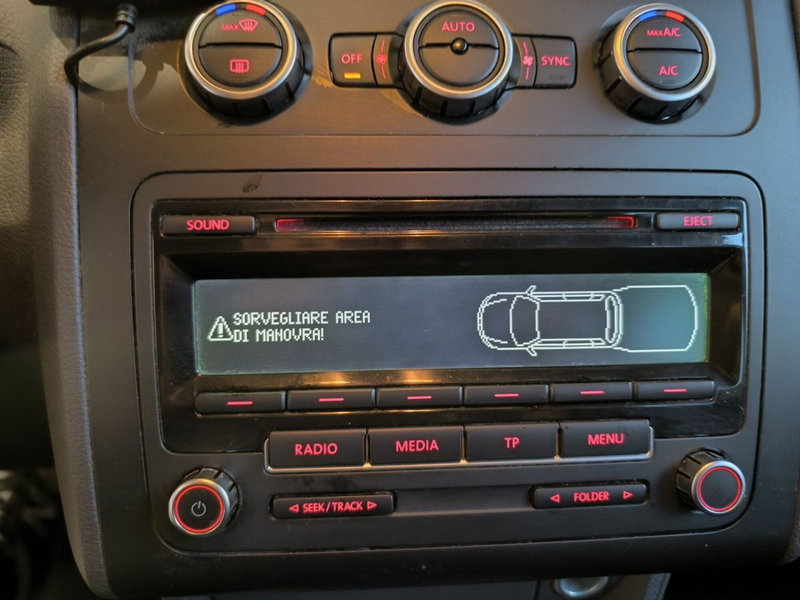 MAX
AUTO
OFF
SYNC
MAX A/C
A/C
SOUND
EJECT
SORVEGLIARE AREA
DI MANOVRA!
RADIO
MEDIA
TP
MENU
SEEK/TRACK
FOLDER